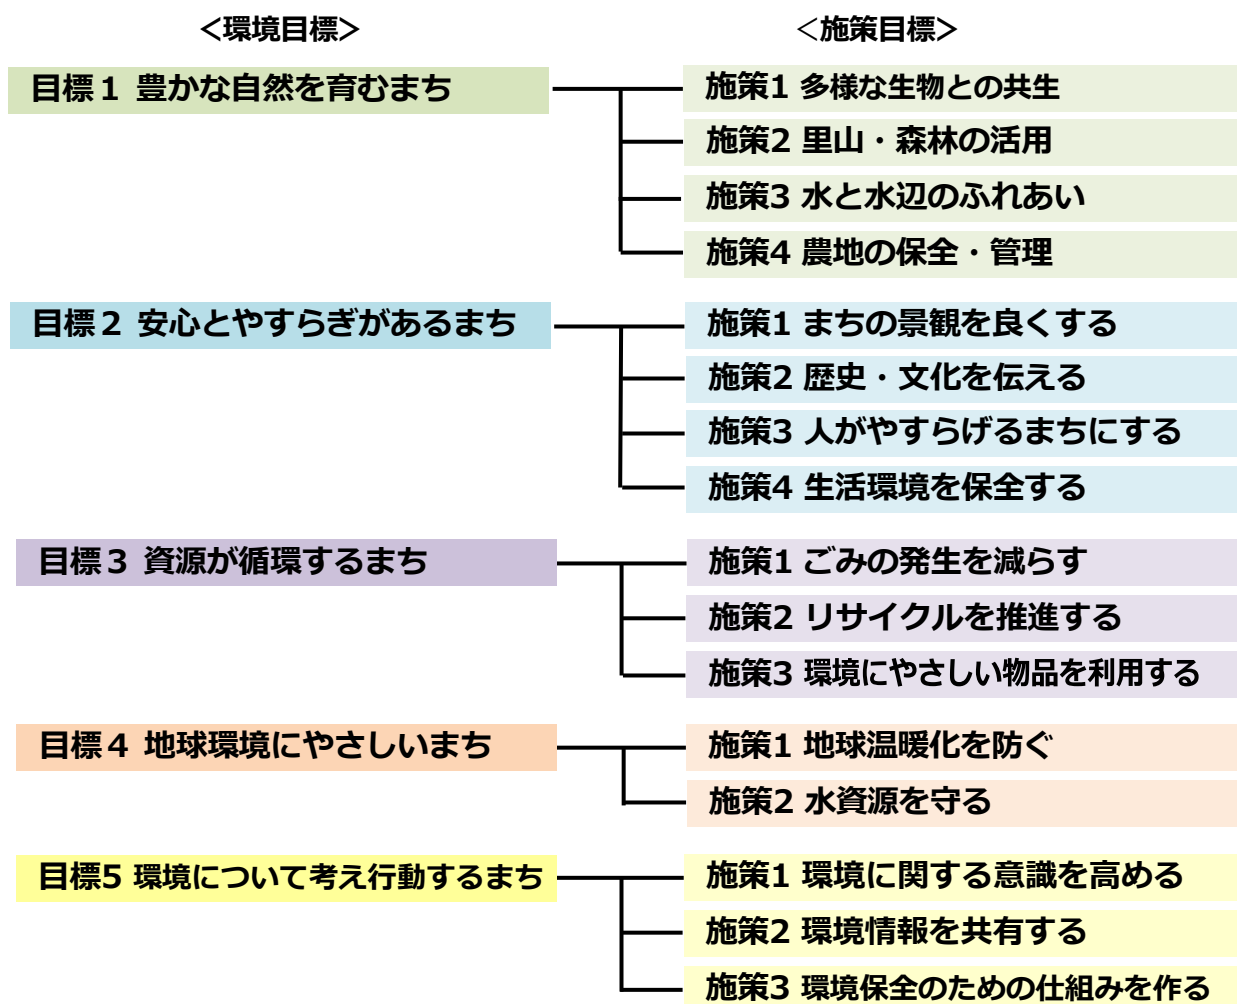 ＜環境目標＞ ＜施策目標＞
目標１ 豊かな自然を育むまち 施策1 多様な生物との共生
施策2 里山・森林の活用
施策3 水と水辺のふれあい
施策4 農地の保全・管理
目標２ 安心とやすらぎがあるまち 施策1 まちの景観を良くする
施策2 歴史・文化を伝える
施策3 人がやすらげるまちにする
施策4 生活環境を保全する
目標３ 資源が循環するまち 施策1 ごみの発生を減らす
施策2 リサイクルを推進する
施策3 環境にやさしい物品を利用する
目標４ 地球環境にやさしいまち 施策1 地球温暖化を防ぐ
施策2 水資源を守る
目標5 環境について考え行動するまち 施策1 環境に関する意識を高める
施策2 環境情報を共有する
施策3 環境保全のための仕組みを作る